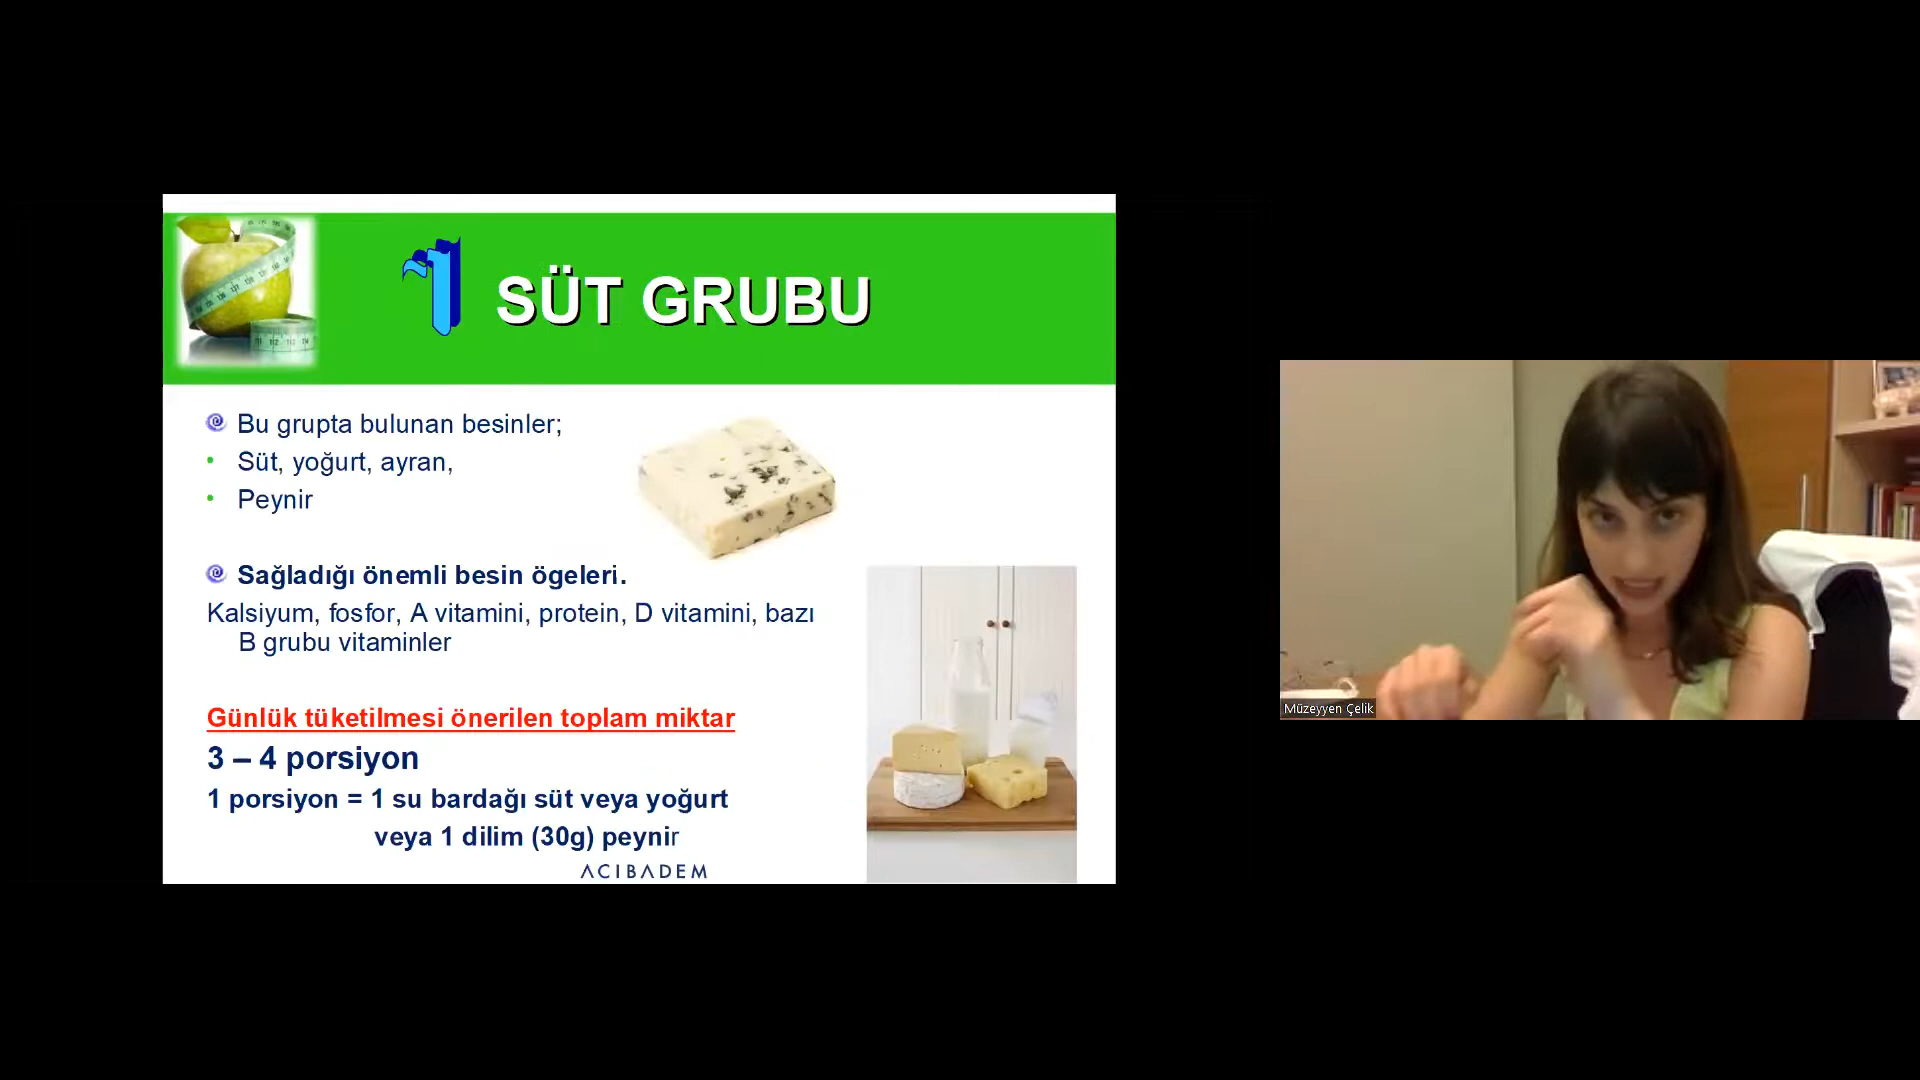 1 SÜT GRUBU
Bu grupta bulunan besinler;
Süt, yoğurt, ayran,
Peynir
Sağladığı önemli besin ögeleri.
Kalsiyum, fosfor, A vitamini, protein, D vitamini, bazı
B grubu vitaminler
Günlük tüketilmesi önerilen toplam miktar
3 – 4 porsiyon
1 porsiyon = 1 su bardağı süt veya yoğurt
veya 1 dilim (30g) peynir
ACIBADEM
Müzeyyen Çelik